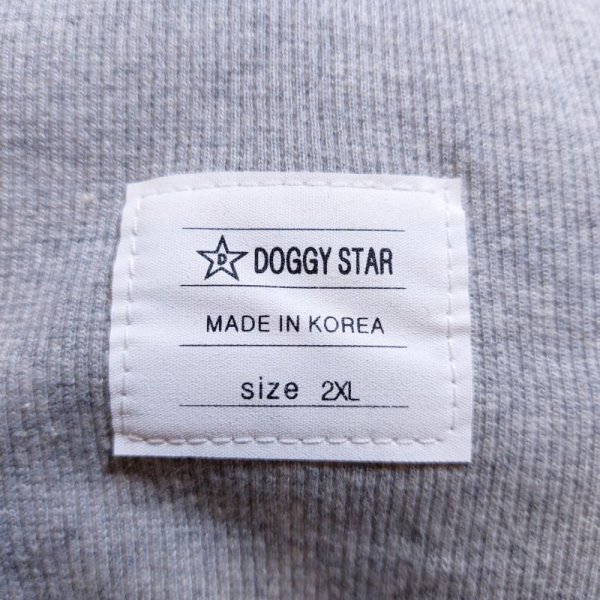 D DOGGY STAR
MADE IN KOREA
size 2XL